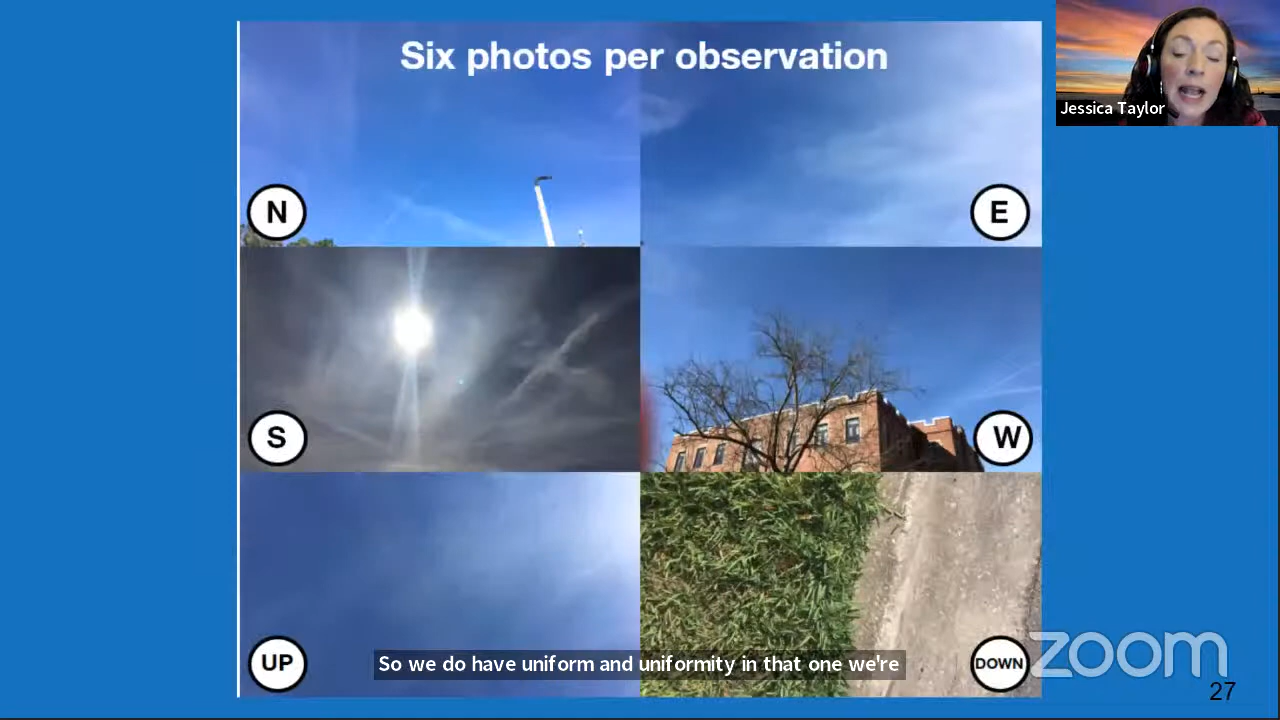 Six photos per observation
Jessica Taylor
N
E
S
W
UP
So we do have uniform and uniformity in that one we're
DOWN
zoom
27